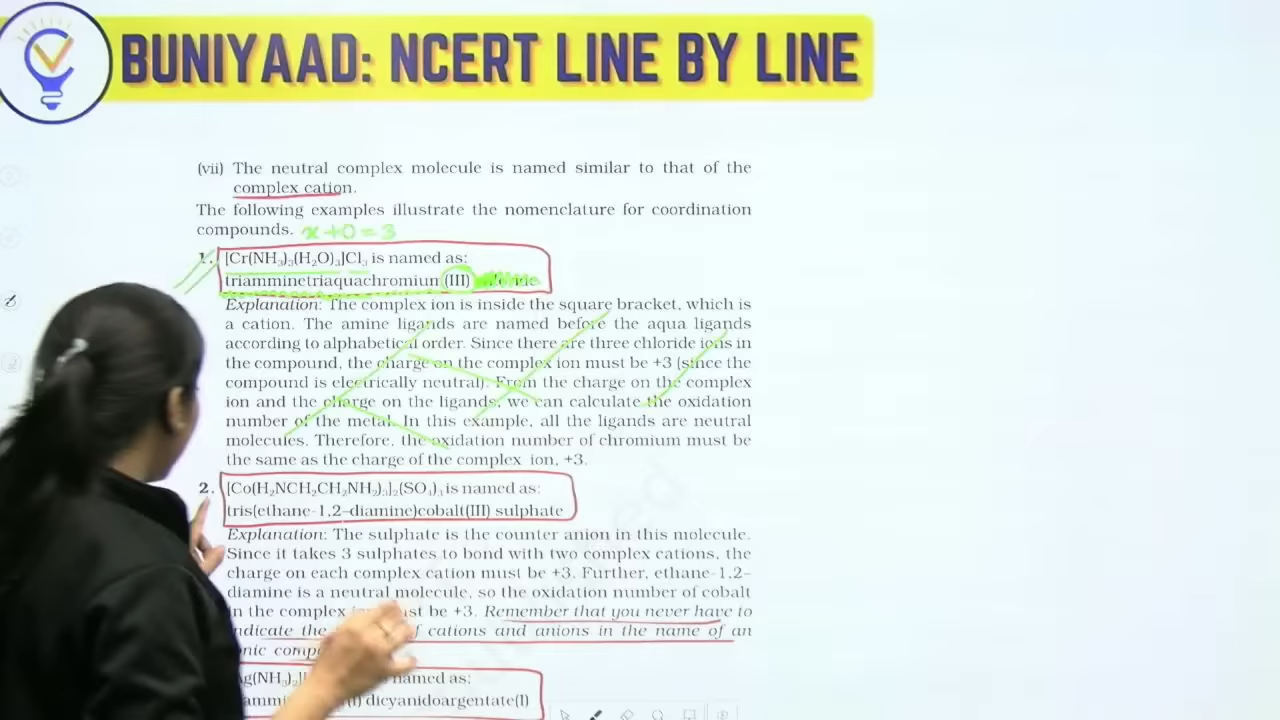 BUNIYAAD: NCERT LINE BY LINE
(vii) The neutral complex molecule is named similar to that of the
complex cation.
The following examples illustrate the nomenclature for coordination
compounds. x+0=3
1. [Cr(NH₃)₃(H₂O)₃]Cl₃ is named as:
triamminetriaquachromium (III)
Explanation: The complex ion is inside the square bracket, which is
a cation. The amine ligands are named before the aqua ligands
according to alphabetical order. Since there are three chloride ions in
the compound, the charge on the complex ion must be +3 (since the
compound is electrically neutral). From the charge on the complex
ion and the charge on the ligands, we can calculate the oxidation
number of the metal. In this example, all the ligands are neutral
molecules. Therefore, the oxidation number of chromium must be
the same as the charge of the complex ion, +3.
2. [Co(H₂NCH₂CH₂NH₂)₃]₂(SO₄)₃ is named as:
tris(ethane-1,2–diamine)cobalt(III) sulphate
Explanation: The sulphate is the counter anion in this molecule.
Since it takes 3 sulphates to bond with two complex cations, the
charge on each complex cation must be +3. Further, ethane-1,2–
diamine is a neutral molecule, so the oxidation number of cobalt
in the complex be +3. Remember that you never have to
indicate the of cations and anions in the name of an
g(NH₃)₂][ named as:
(I) dicyanidoargentate(I)